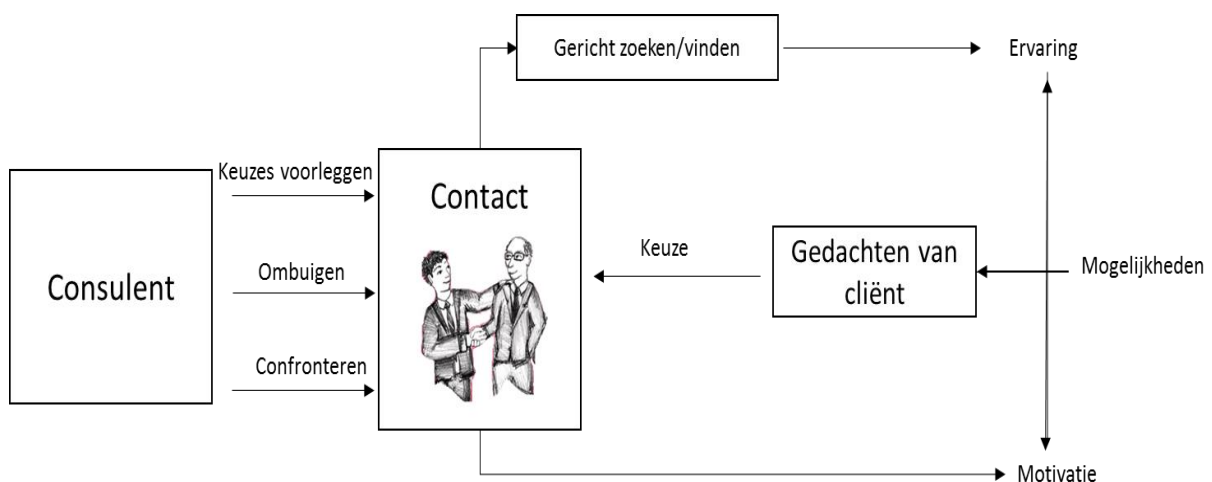 Gericht zoeken/vinden
Ervaring
Keuzes voorleggen
Contact
Consulent
Ombuigen
Keuze
Gedachten van
cliënt
Mogelijkheden
Confronteren
Motivatie